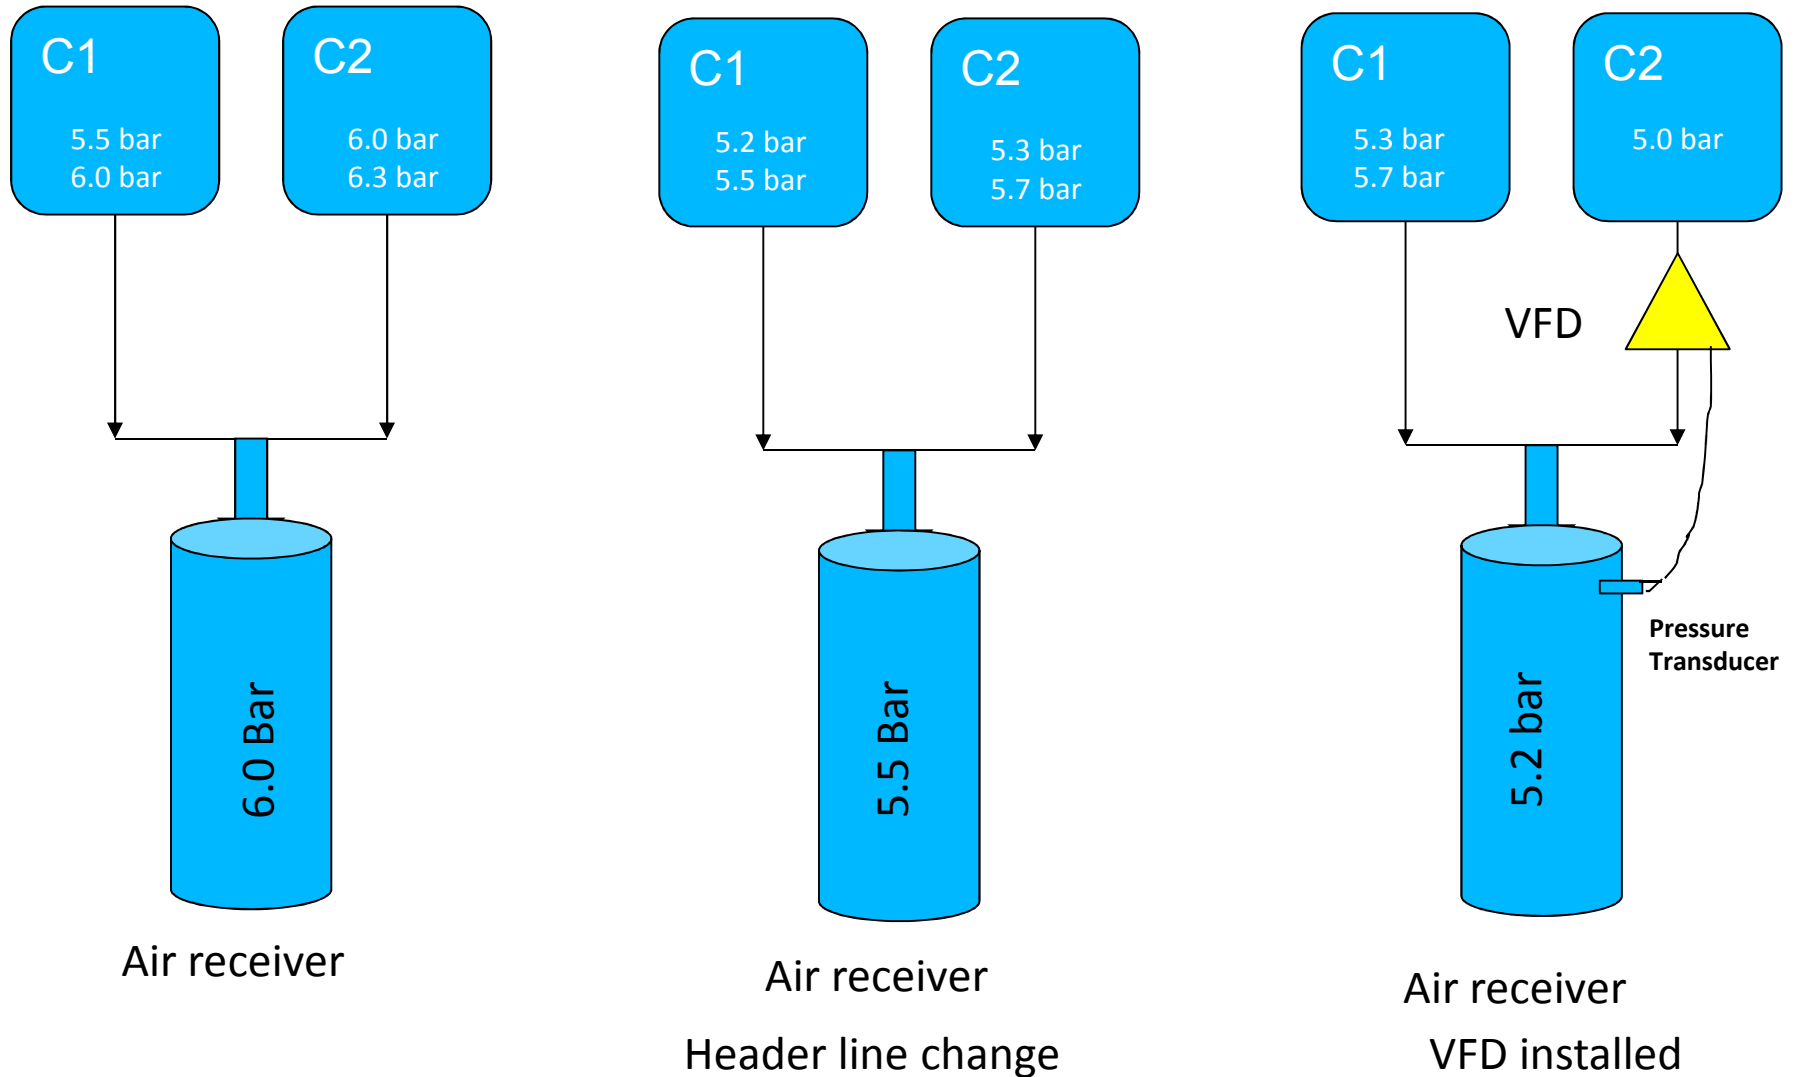 C1
5.5 bar
6.0 bar
C2
6.0 bar
6.3 bar
6.0 Bar
Air receiver
C1
5.2 bar
5.5 bar
C2
5.3 bar
5.7 bar
5.5 Bar
Air receiver
Header line change
C1
5.3 bar
5.7 bar
C2
5.0 bar
VFD
Pressure
Transducer
5.2 bar
Air receiver
VFD installed